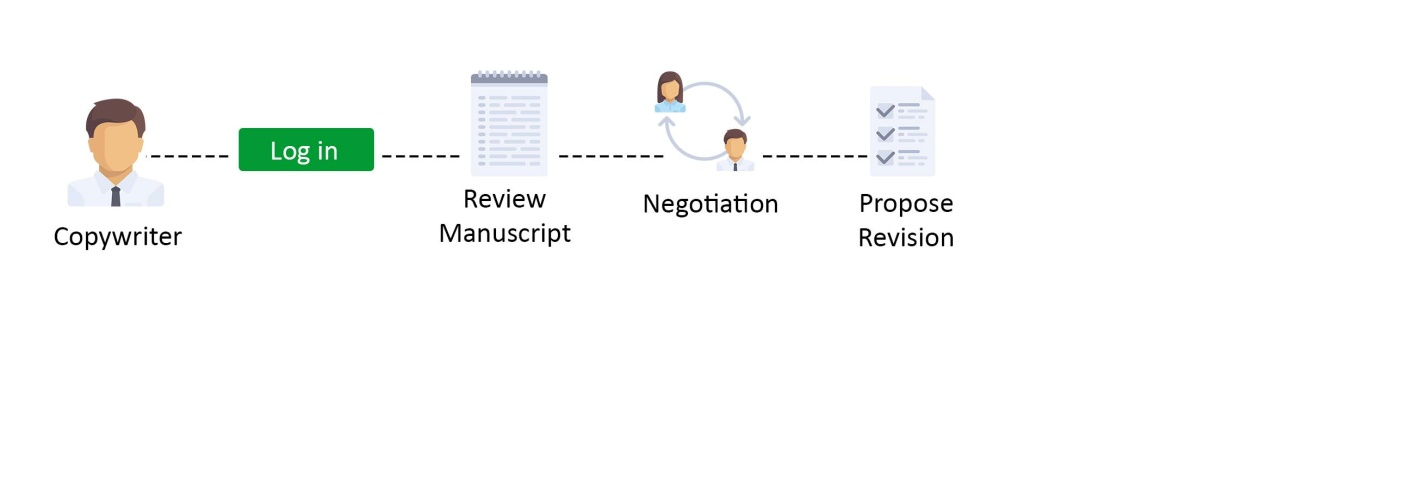 Log in
Review
Manuscript
Negotiation
Propose
Revision
Copywriter